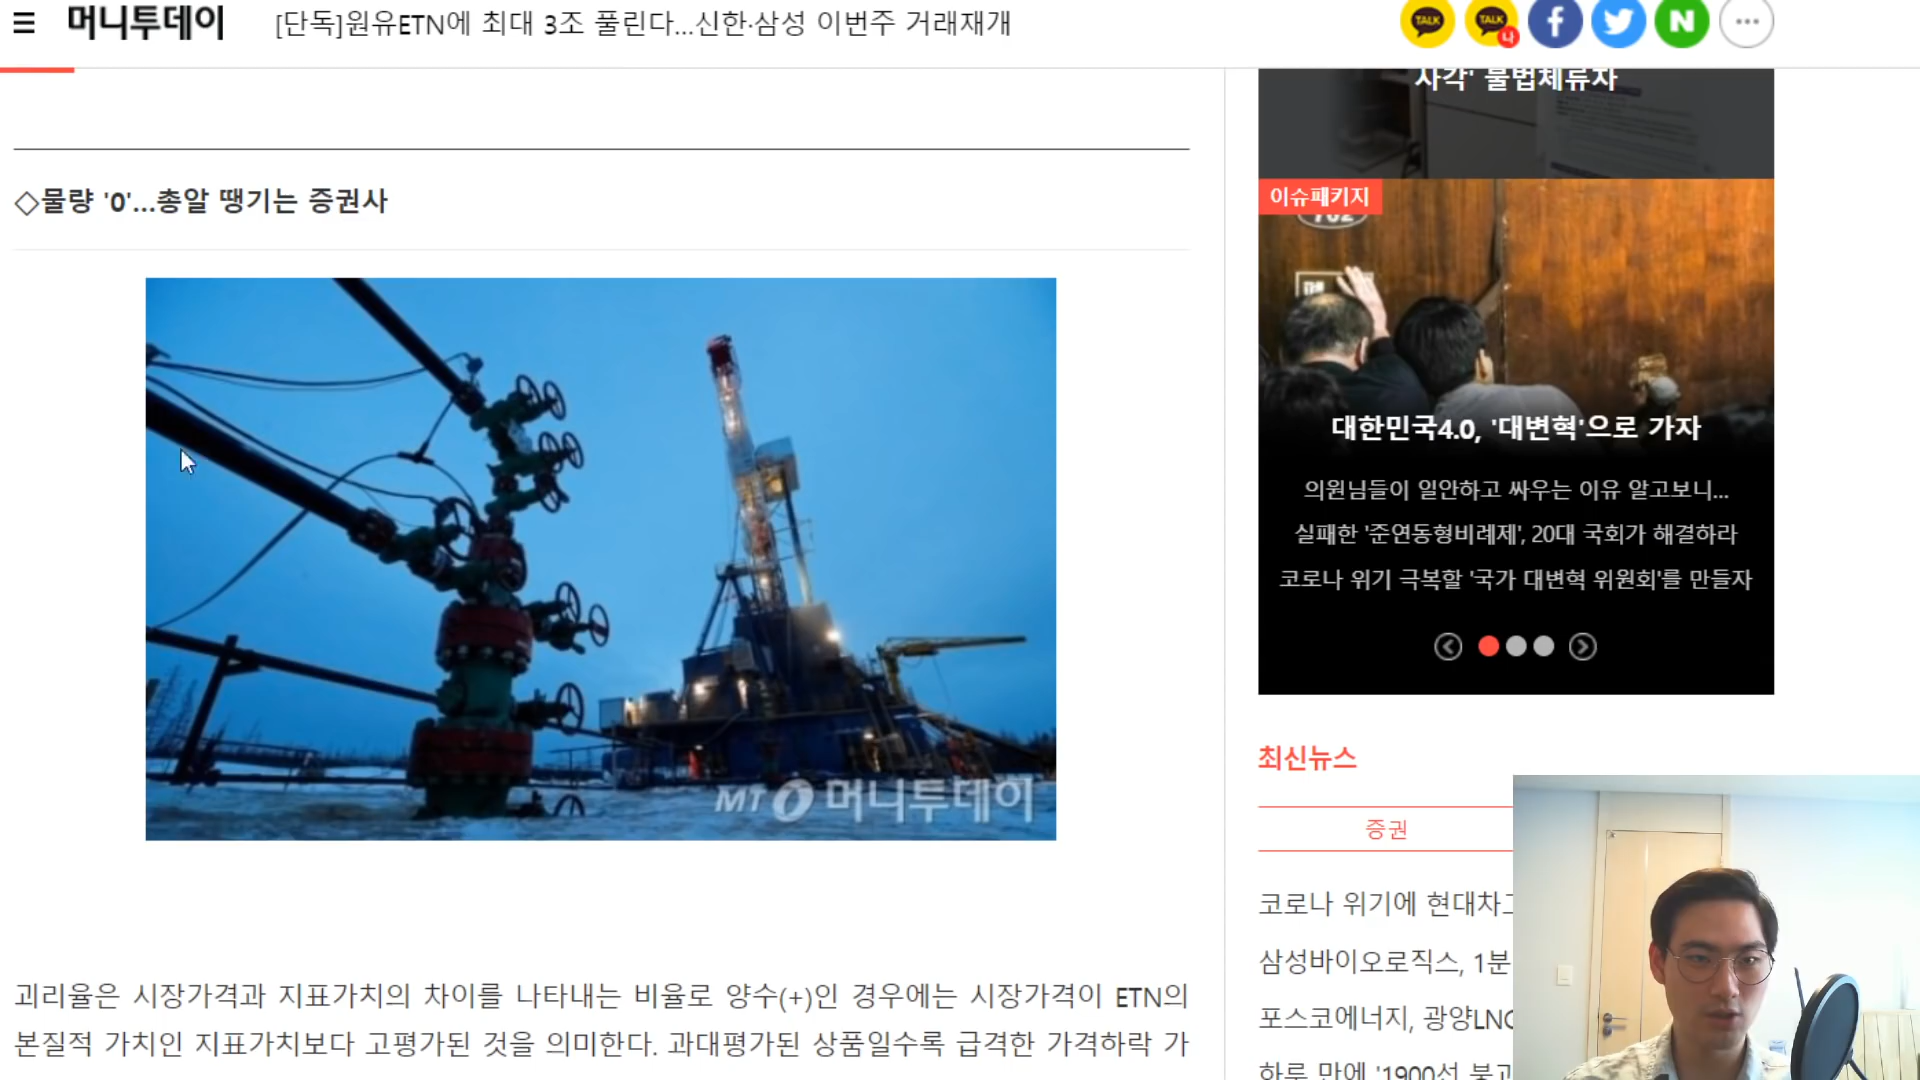 머니투데이
[단독]원유ETN에 최대 3조 풀린다...신한·삼성 이번주 거래재개
TALK
TALK
나
N
사각' 불법체류자
◇물량 '0'...총알 땡기는 증권사
이슈패키지
702
대한민국4.0, '대변혁'으로 가자
의원님들이 일안하고 싸우는 이유 알고보니...
실패한 '준연동형비례제', 20대 국회가 해결하라
코로나 위기 극복할 '국가 대변혁 위원회'를 만들자
MT 머니투데이
최신뉴스
증권
코로나 위기에 현대차
삼성바이오로직스, 1분
포스코에너지, 광양LNG
하루 만에 '1900선 붕
괴리율은 시장가격과 지표가치의 차이를 나타내는 비율로 양수(+)인 경우에는 시장가격이 ETN의
본질적 가치인 지표가치보다 고평가된 것을 의미한다. 과대평가된 상품일수록 급격한 가격하락 가